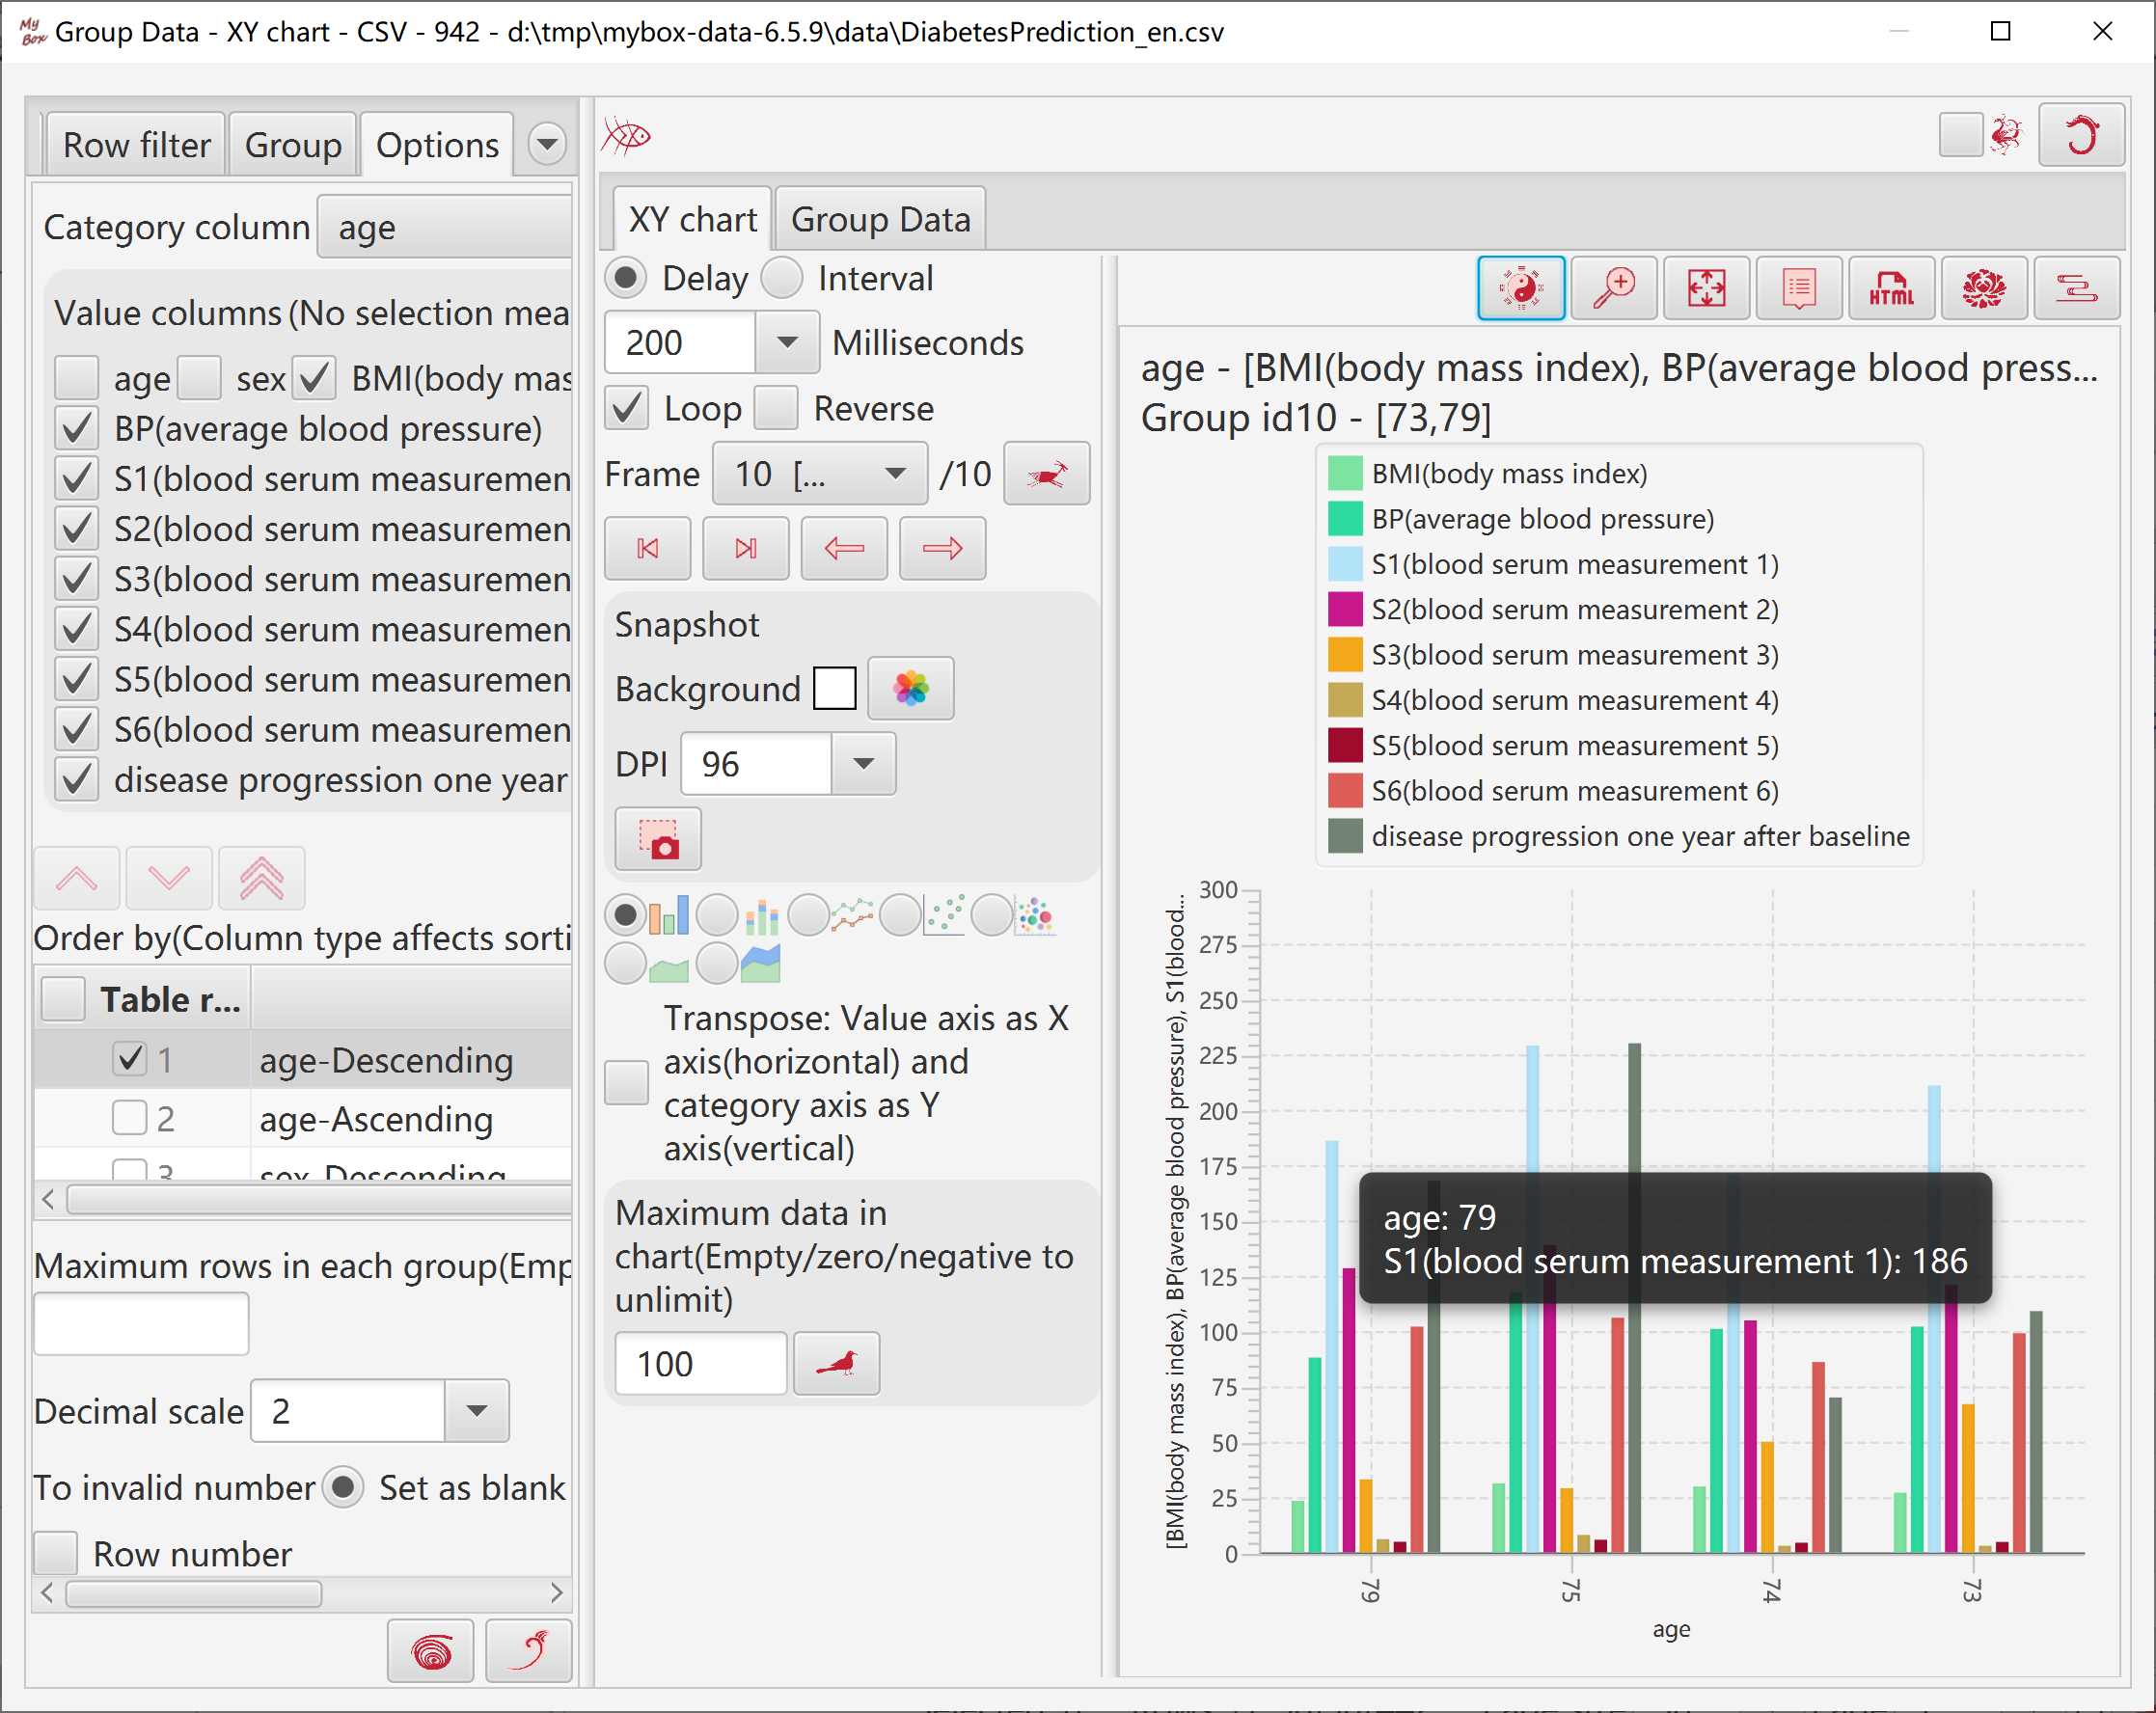 My Box
Group Data - XY chart - CSV - 942 - d:\tmp\mybox-data-6.5.9\data\DiabetesPrediction_en.csv
Row filter
Group
Options
Category column
age
Value columns (No selection mea
age
sex
BMI(body mas
BP(average blood pressure)
S1(blood serum measuremen
S2(blood serum measuremen
S3(blood serum measuremen
S4(blood serum measuremen
S5(blood serum measuremen
S6(blood serum measuremen
disease progression one year
Order by(Column type affects sorti
Table r...
1 age-Descending
2 age-Ascending
3 sex-Descending
Maximum rows in each group(Emp
Decimal scale
2
To invalid number
Set as blank
Row number
XY chart
Group Data
Delay
Interval
200
Milliseconds
Loop
Reverse
Frame
10 [...
/10
Snapshot
Background
DPI
96
Transpose: Value axis as X
axis(horizontal) and
category axis as Y
axis(vertical)
Maximum data in
chart(Empty/zero/negative to
unlimit)
100
HTML
age - [BMI(body mass index), BP(average blood press...
Group id10 - [73,79]
BMI(body mass index)
BP(average blood pressure)
S1(blood serum measurement 1)
S2(blood serum measurement 2)
S3(blood serum measurement 3)
S4(blood serum measurement 4)
S5(blood serum measurement 5)
S6(blood serum measurement 6)
disease progression one year after baseline
[BMI(body mass index), BP(average blood pressure), S1(blood...
300
275
250
225
200
175
150
125
100
75
50
25
0
age: 79
S1(blood serum measurement 1): 186
79
75
74
73
age